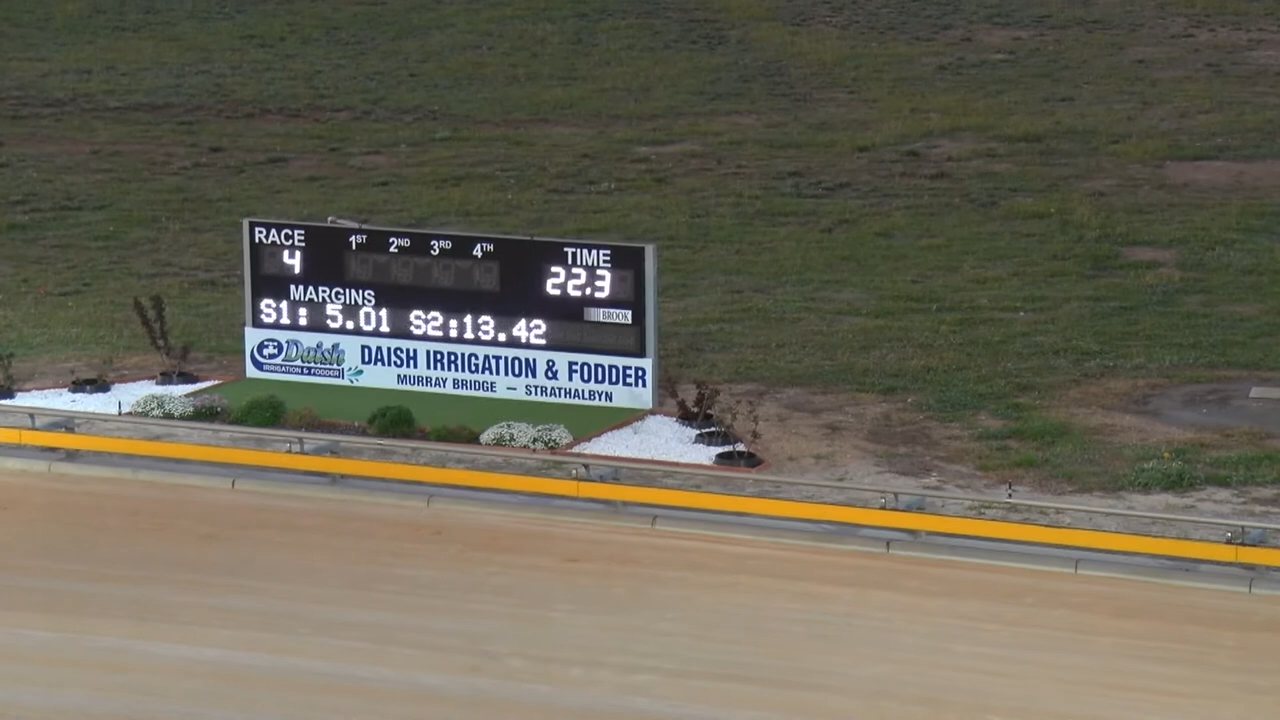 RACE 1ST 2ND 3RD 4TH TIME
4 22.3
MARGINS
S1: 5.01 S2:13.42 BROOK
Daish
IRRIGATION & FODDER
DAISH IRRIGATION & FODDER
MURRAY BRIDGE — STRATHALBYN